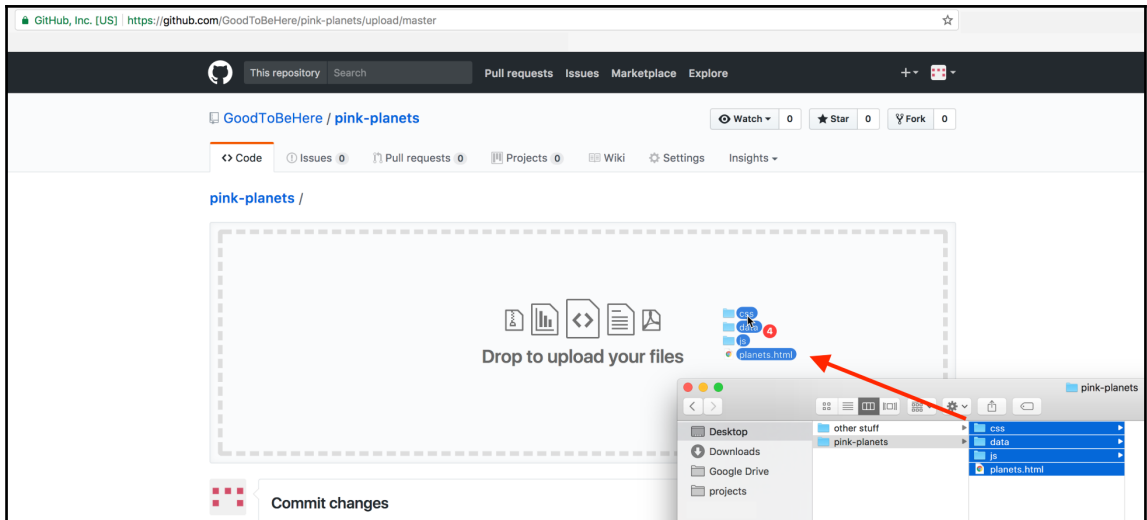 GitHub, Inc. [US] https://github.com/GoodToBeHere/pink-planets/upload/master
This repository Search Pull requests Issues Marketplace Explore
GoodToBeHere / pink-planets Watch 0 Star 0 Fork 0
Code Issues 0 Pull requests 0 Projects 0 Wiki Settings Insights
pink-planets /
css
data 4
js
Drop to upload your files planets.html
pink-planets
Desktop other stuff css
Downloads pink-planets data
js
Google Drive planets.html
projects
Commit changes